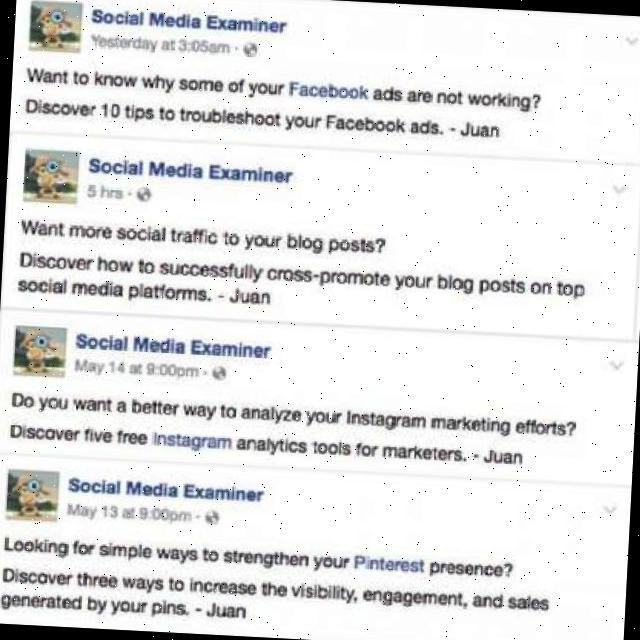 Social Media Examiner
Yesterday at 3:05am ·
Want to know why some of your Facebook ads are not working?
Discover 10 tips to troubleshoot your Facebook ads. - Juan
Social Media Examiner
5 hrs ·
Want more social traffic to your blog posts?
Discover how to successfully cross-promote your blog posts on top
social media platforms. - Juan
Social Media Examiner
May 14 at 9:00pm ·
Do you want a better way to analyze your Instagram marketing efforts?
Discover five free Instagram analytics tools for marketers. - Juan
Social Media Examiner
May 13 at 9:00pm ·
Looking for simple ways to strengthen your Pinterest presence?
Discover three ways to increase the visibility, engagement, and sales
generated by your pins. - Juan